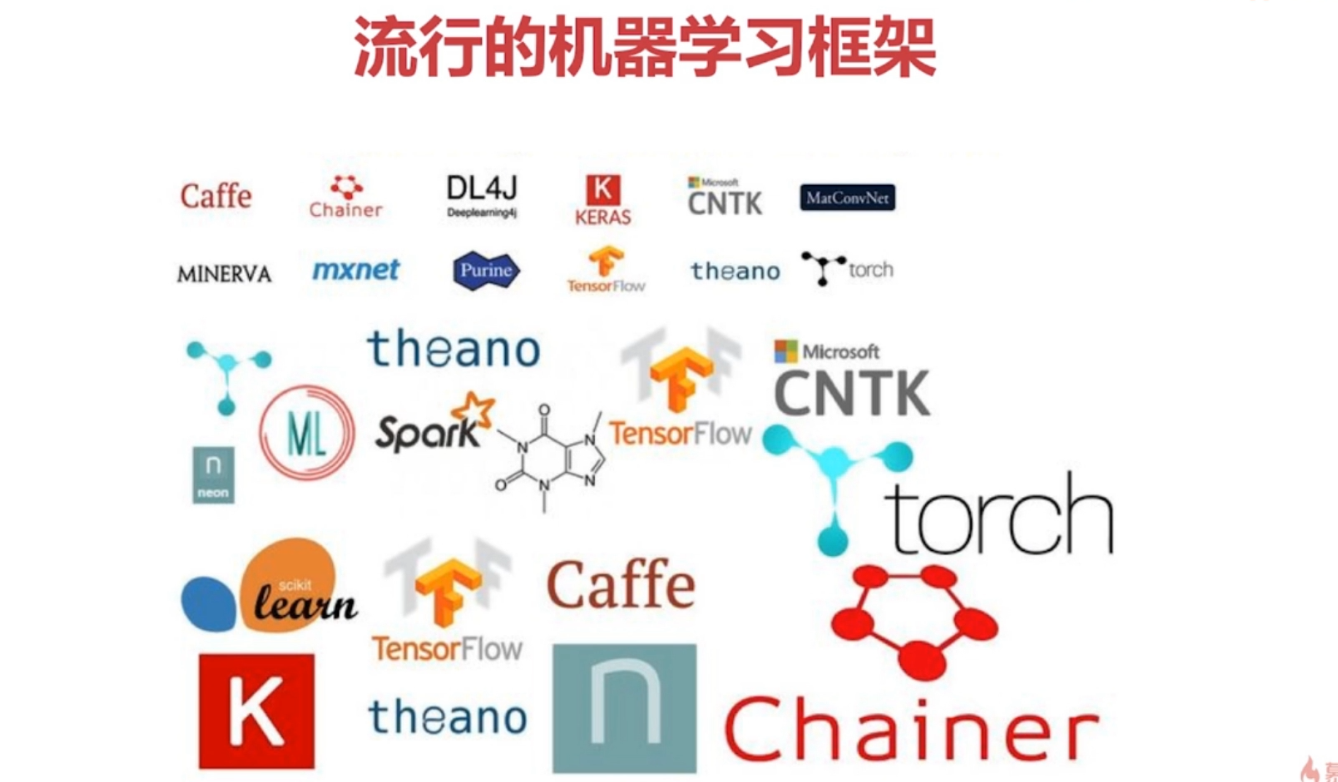 流行的机器学习框架
Caffe
Chainer
DL4J
Deeplearning4j
K
KERAS
Microsoft
CNTK
MatConvNet
MINERVA
mxnet
Purine
TensorFlow
theano
torch
theano
TensorFlow
Microsoft
CNTK
ML
Spark
O
N
N
O
N
N
n
neon
torch
scikit
learn
TensorFlow
Caffe
K
theano
n
Chainer